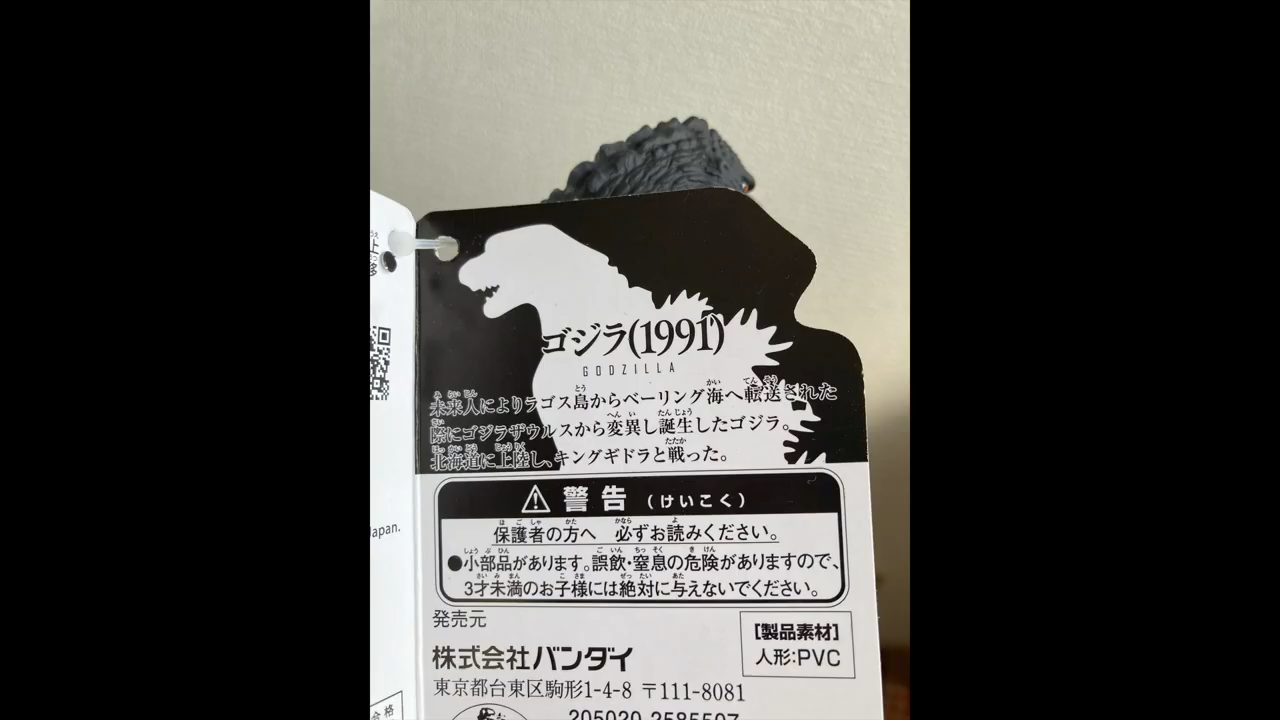 ゴジラ(1991)
GODZILLA
未来人によりラゴス島からベーリング海へ転送された
際にゴジラザウルスから変異し誕生したゴジラ。
北海道に上陸し、キングギドラと戦った。
警告(けいこく)
保護者の方へ 必ずお読みください。
●小部品があります。誤飲・窒息の危険がありますので、
3才未満のお子様には絶対に与えないでください。
発売元
株式会社バンダイ
東京都台東区駒形1-4-8 〒111-8081
[製品素材]
人形:PVC
205020-2585507
Japan.
合格